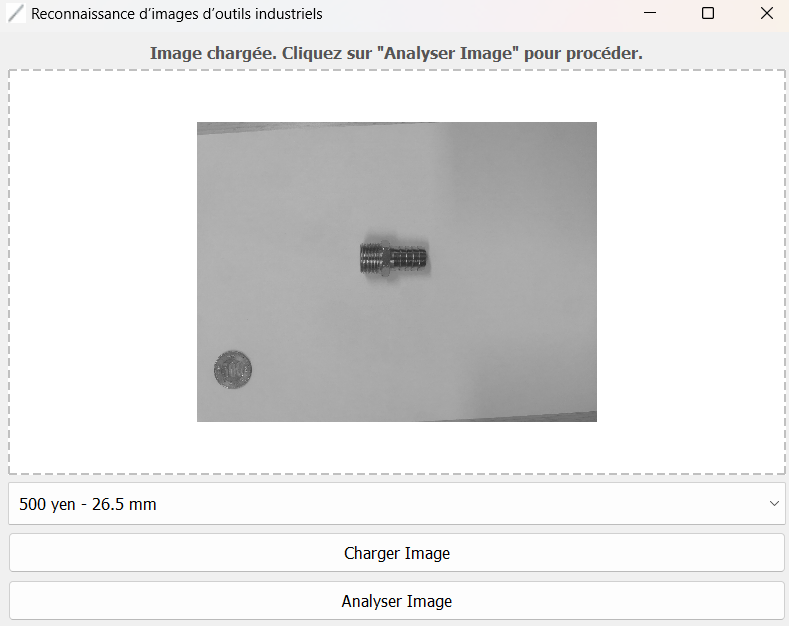 Reconnaissance d’images d’outils industriels
Image chargée. Cliquez sur "Analyser Image" pour procéder.
500 yen - 26.5 mm
Charger Image
Analyser Image